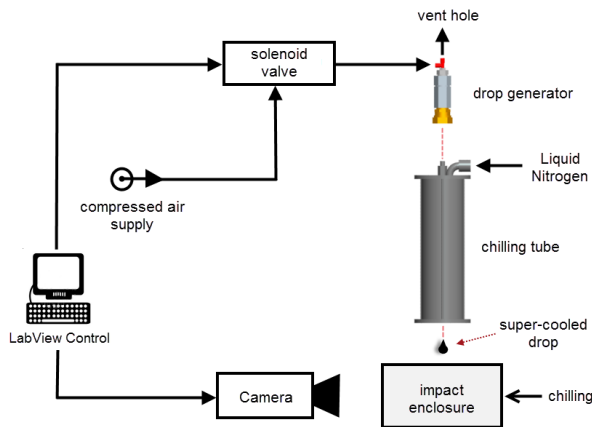 vent hole
solenoid
valve
drop generator
Liquid
Nitrogen
compressed air
supply
chilling tube
LabView Control
super-cooled
drop
Camera
impact
enclosure
chilling